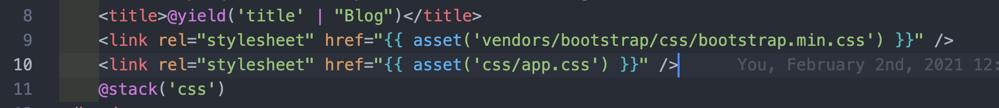 8 <title>@yield('title' | "Blog")</title>
9 <link rel="stylesheet" href="{{ asset('vendors/bootstrap/css/bootstrap.min.css') }}" />
10 <link rel="stylesheet" href="{{ asset('css/app.css') }}" /> You, February 2nd, 2021 12:
11 @stack('css')